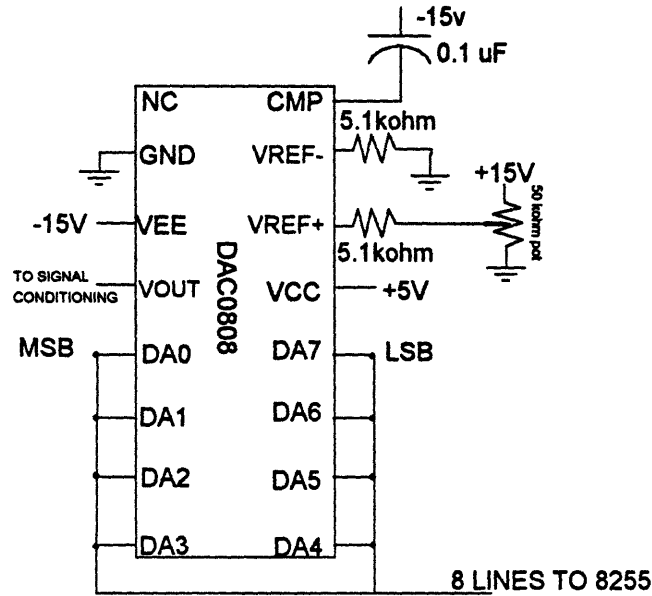 -15v
0.1 uF
NC CMP
5.1kohm
GND VREF-
+15V
50 kohm pot
-15V VEE VREF+
5.1kohm
DAC0808
TO SIGNAL
CONDITIONING
VOUT VCC +5V
MSB DA0 DA7 LSB
DA1 DA6
DA2 DA5
DA3 DA4
8 LINES TO 8255